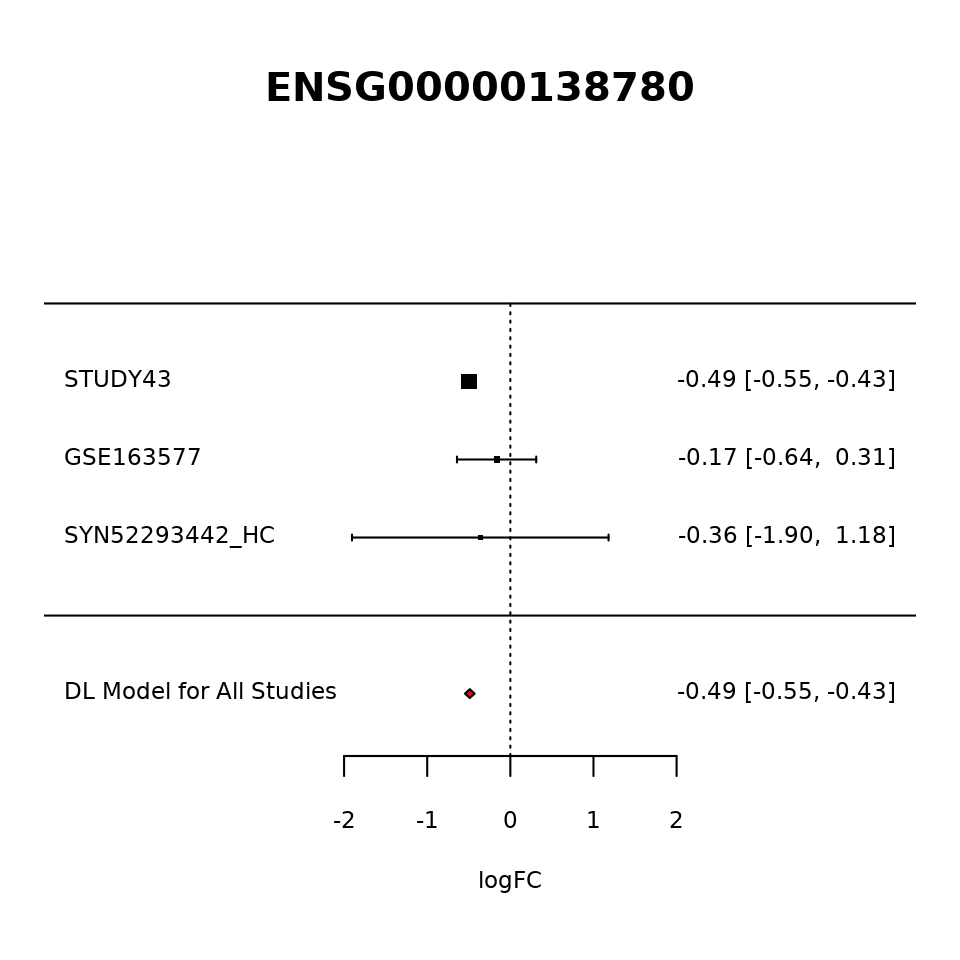 ENSG00000138780
STUDY43 -0.49 [-0.55, -0.43]
GSE163577 -0.17 [-0.64, 0.31]
SYN52293442_HC -0.36 [-1.90, 1.18]
DL Model for All Studies -0.49 [-0.55, -0.43]
-2 -1 0 1 2
logFC